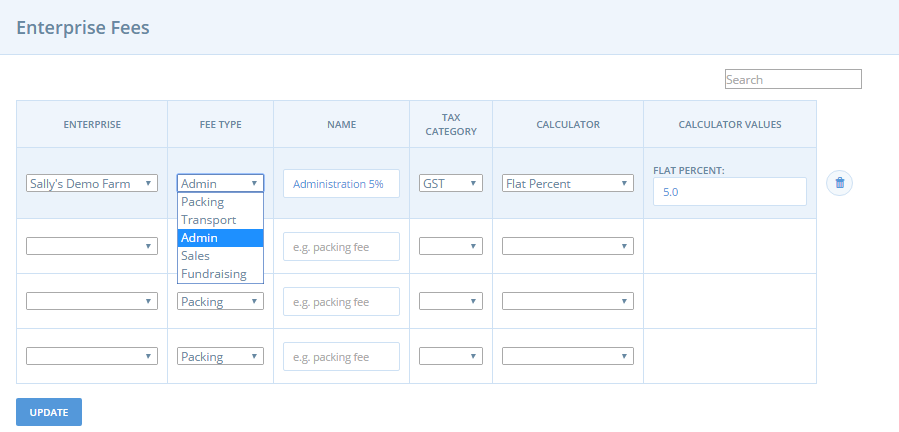 Enterprise Fees
Search
ENTERPRISE FEE TYPE NAME TAX CATEGORY CALCULATOR CALCULATOR VALUES
FLAT PERCENT:
Sally's Demo Farm Admin Administration 5% GST Flat Percent 5.0
Packing
Transport
Admin
Sales
Fundraising
e.g. packing fee
Packing e.g. packing fee
Packing e.g. packing fee
UPDATE